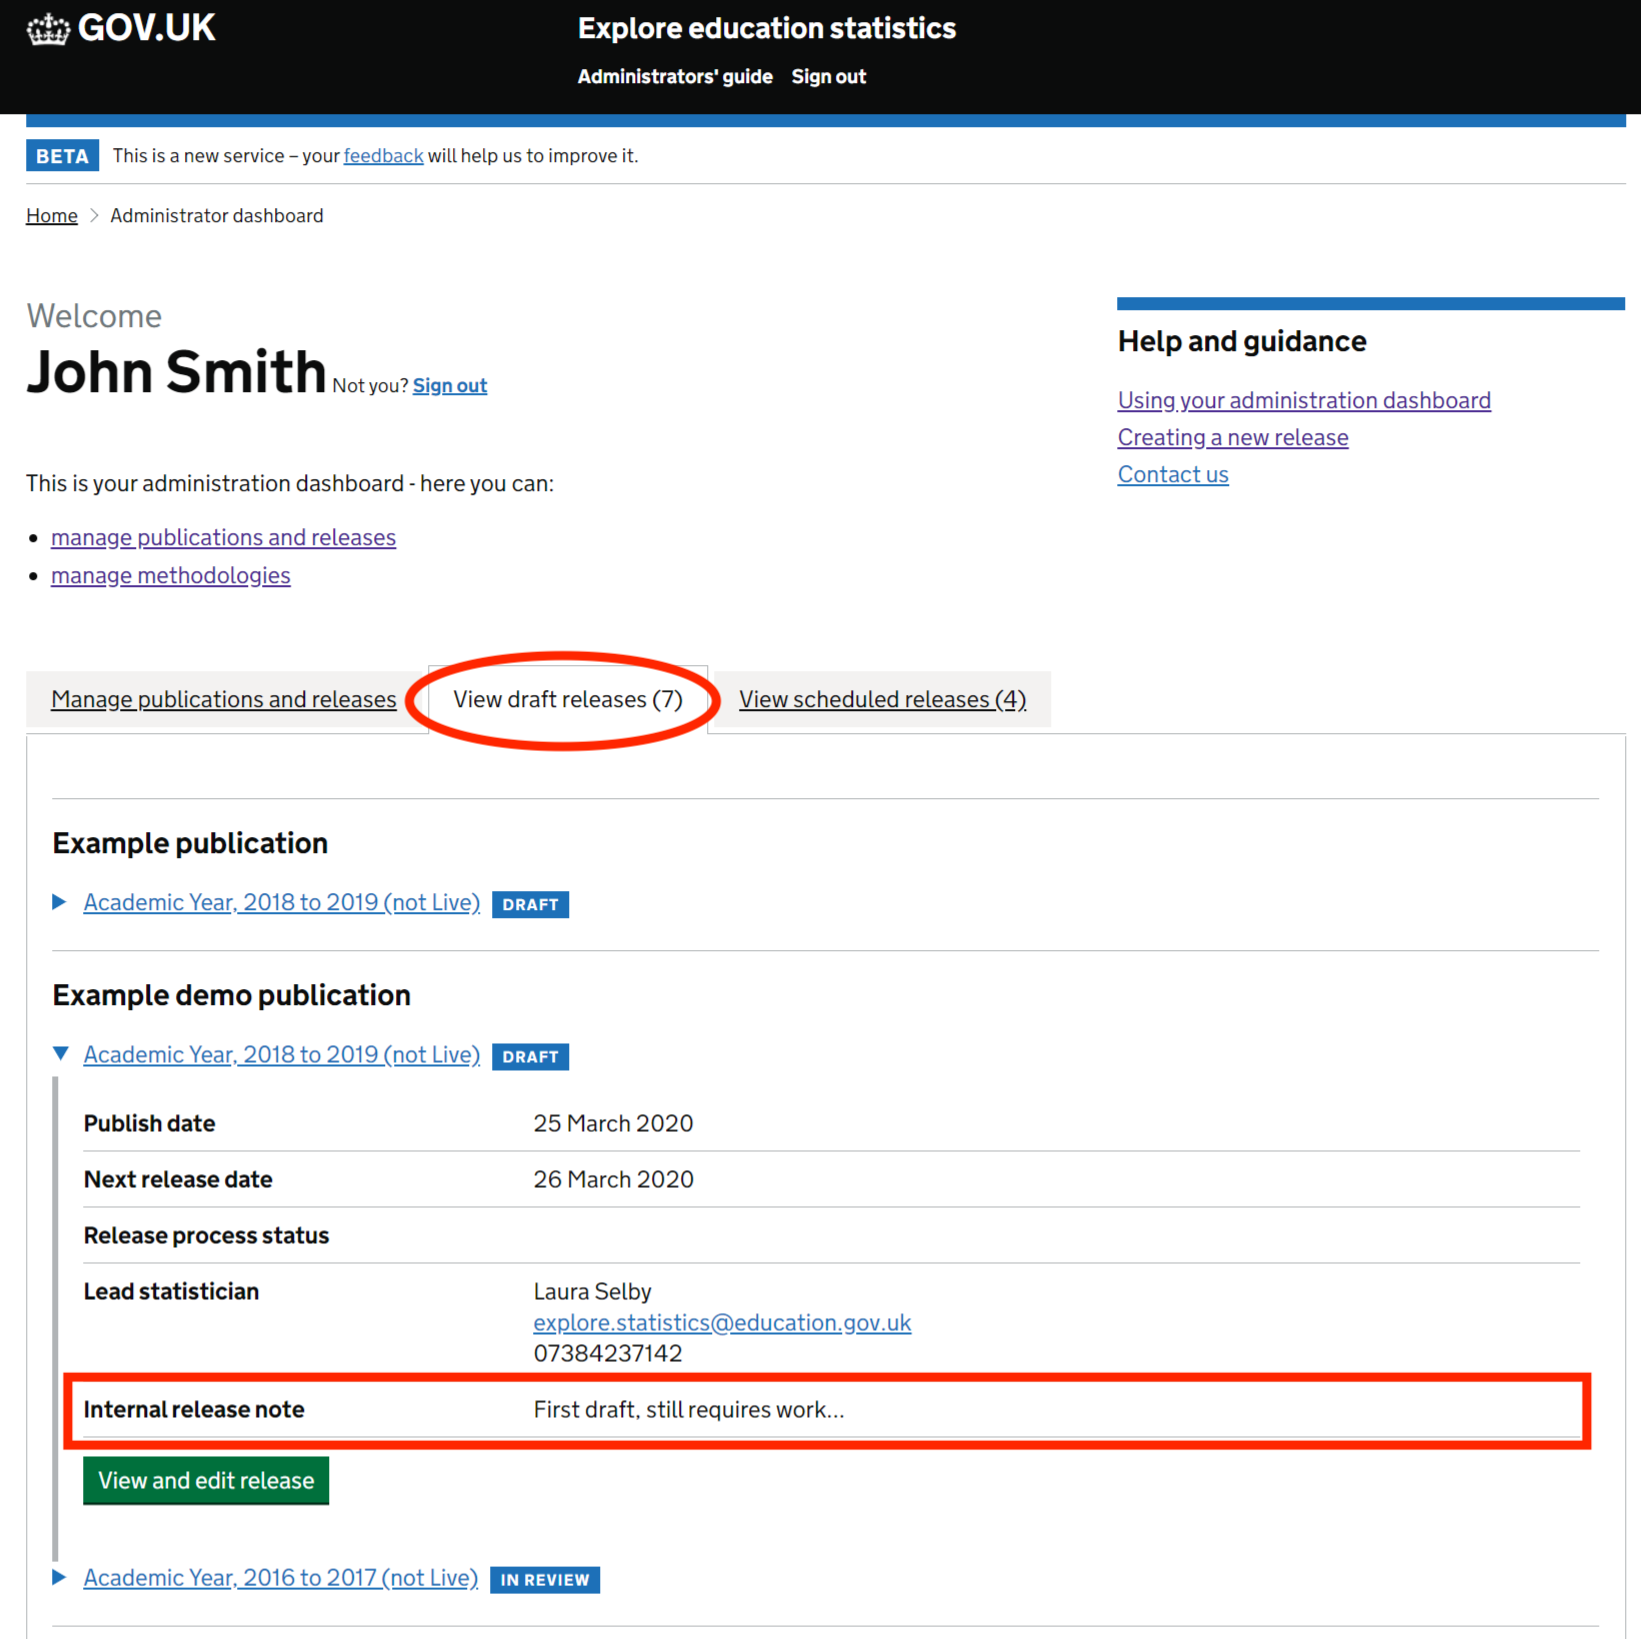 GOV.UK
Explore education statistics
Administrators' guide Sign out
BETA This is a new service – your feedback will help us to improve it.
Home Administrator dashboard
Welcome
John Smith Not you? Sign out
Help and guidance
Using your administration dashboard
Creating a new release
Contact us
This is your administration dashboard - here you can:
manage publications and releases
manage methodologies
Manage publications and releases View draft releases (7) View scheduled releases (4)
Example publication
Academic Year, 2018 to 2019 (not Live) DRAFT
Example demo publication
Academic Year, 2018 to 2019 (not Live) DRAFT
Publish date 25 March 2020
Next release date 26 March 2020
Release process status
Lead statistician Laura Selby
explore.statistics@education.gov.uk
07384237142
Internal release note First draft, still requires work...
View and edit release
Academic Year, 2016 to 2017 (not Live) IN REVIEW